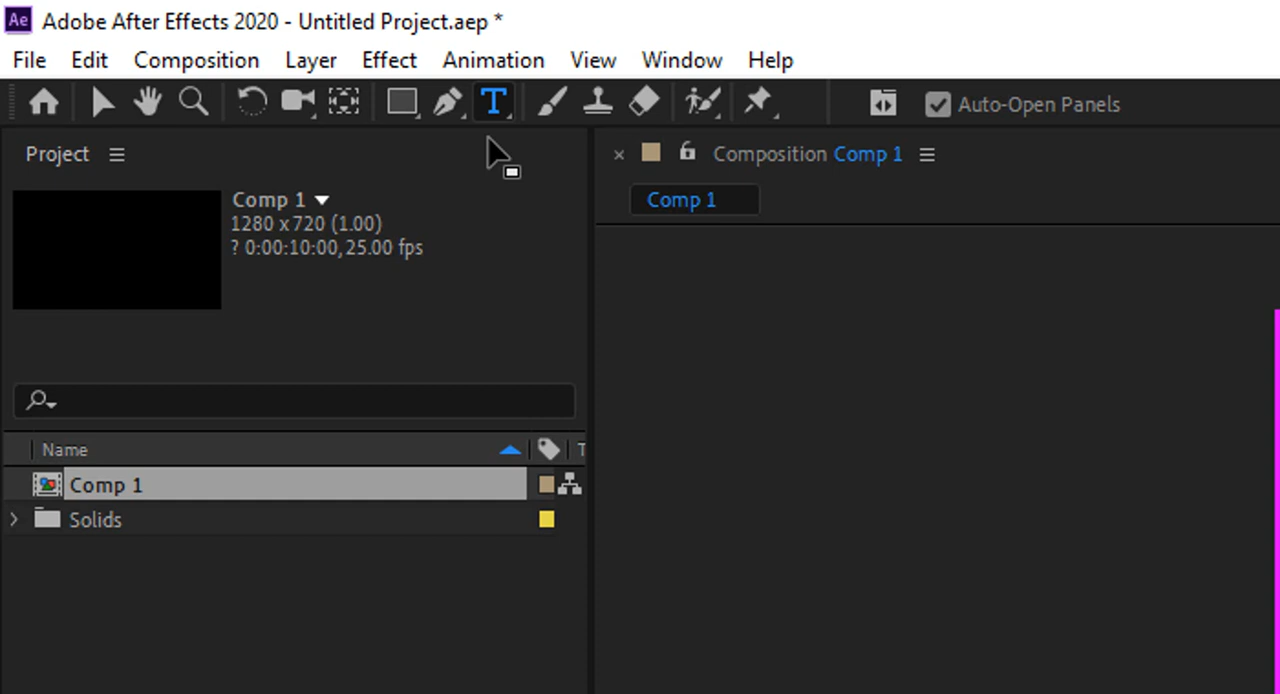 Ae Adobe After Effects 2020 - Untitled Project.aep *
File Edit Composition Layer Effect Animation View Window Help
T Auto-Open Panels
Project
Composition Comp 1
Comp 1
1280 x 720 (1.00)
? 0:00:10:00, 25.00 fps
Comp 1
Name T
Comp 1
Solids